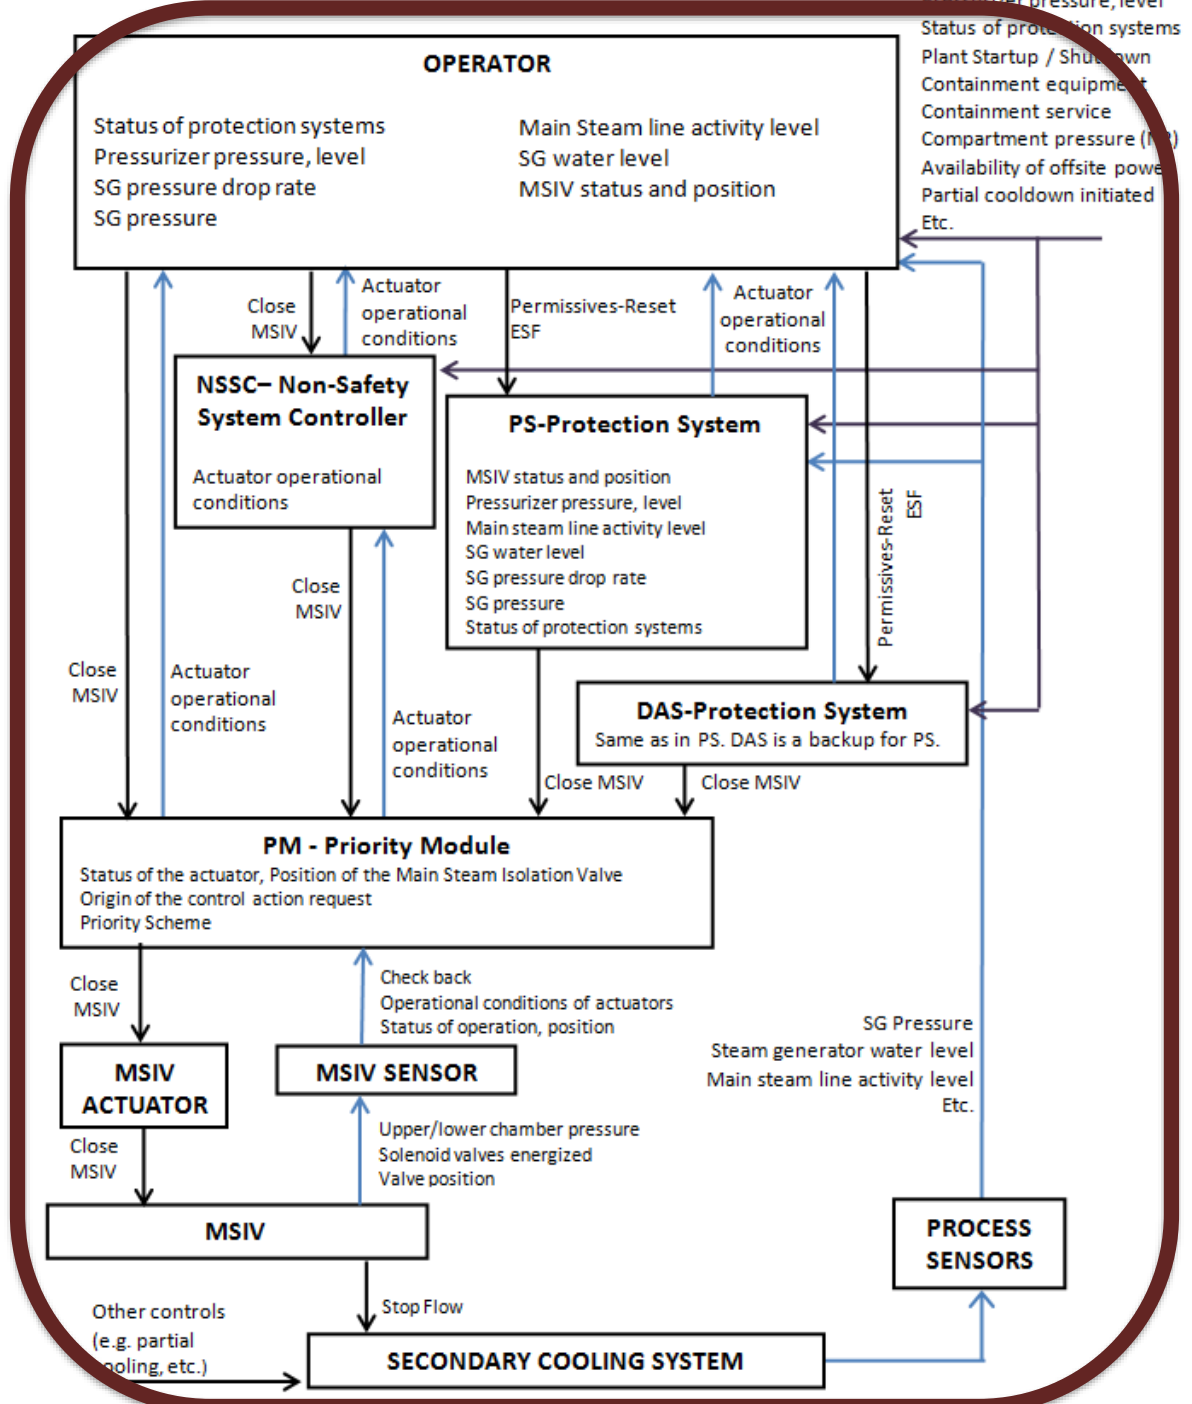 pressure, level
Status of protection systems
Plant Startup / Shutdown
Containment equipment
Containment service
Compartment pressure (NR)
Availability of offsite power
Partial cooldown initiated
Etc.
OPERATOR
Status of protection systems
Pressurizer pressure, level
SG pressure drop rate
SG pressure
Main Steam line activity level
SG water level
MSIV status and position
Close
MSIV
Actuator
operational
conditions
Permissives-Reset
ESF
Actuator
operational
conditions
NSSC– Non-Safety
System Controller
Actuator operational
conditions
PS-Protection System
MSIV status and position
Pressurizer pressure, level
Main steam line activity level
SG water level
SG pressure drop rate
SG pressure
Status of protection systems
Permissives-Reset
ESF
Close
MSIV
Close
MSIV
Actuator
operational
conditions
Actuator
operational
conditions
DAS-Protection System
Same as in PS. DAS is a backup for PS.
Close MSIV
Close MSIV
PM - Priority Module
Status of the actuator, Position of the Main Steam Isolation Valve
Origin of the control action request
Priority Scheme
Close
MSIV
Check back
Operational conditions of actuators
Status of operation, position
SG Pressure
Steam generator water level
Main steam line activity level
Etc.
MSIV
ACTUATOR
MSIV SENSOR
Close
MSIV
Upper/lower chamber pressure
Solenoid valves energized
Valve position
MSIV
PROCESS
SENSORS
Stop Flow
Other controls
(e.g. partial
cooling, etc.)
SECONDARY COOLING SYSTEM